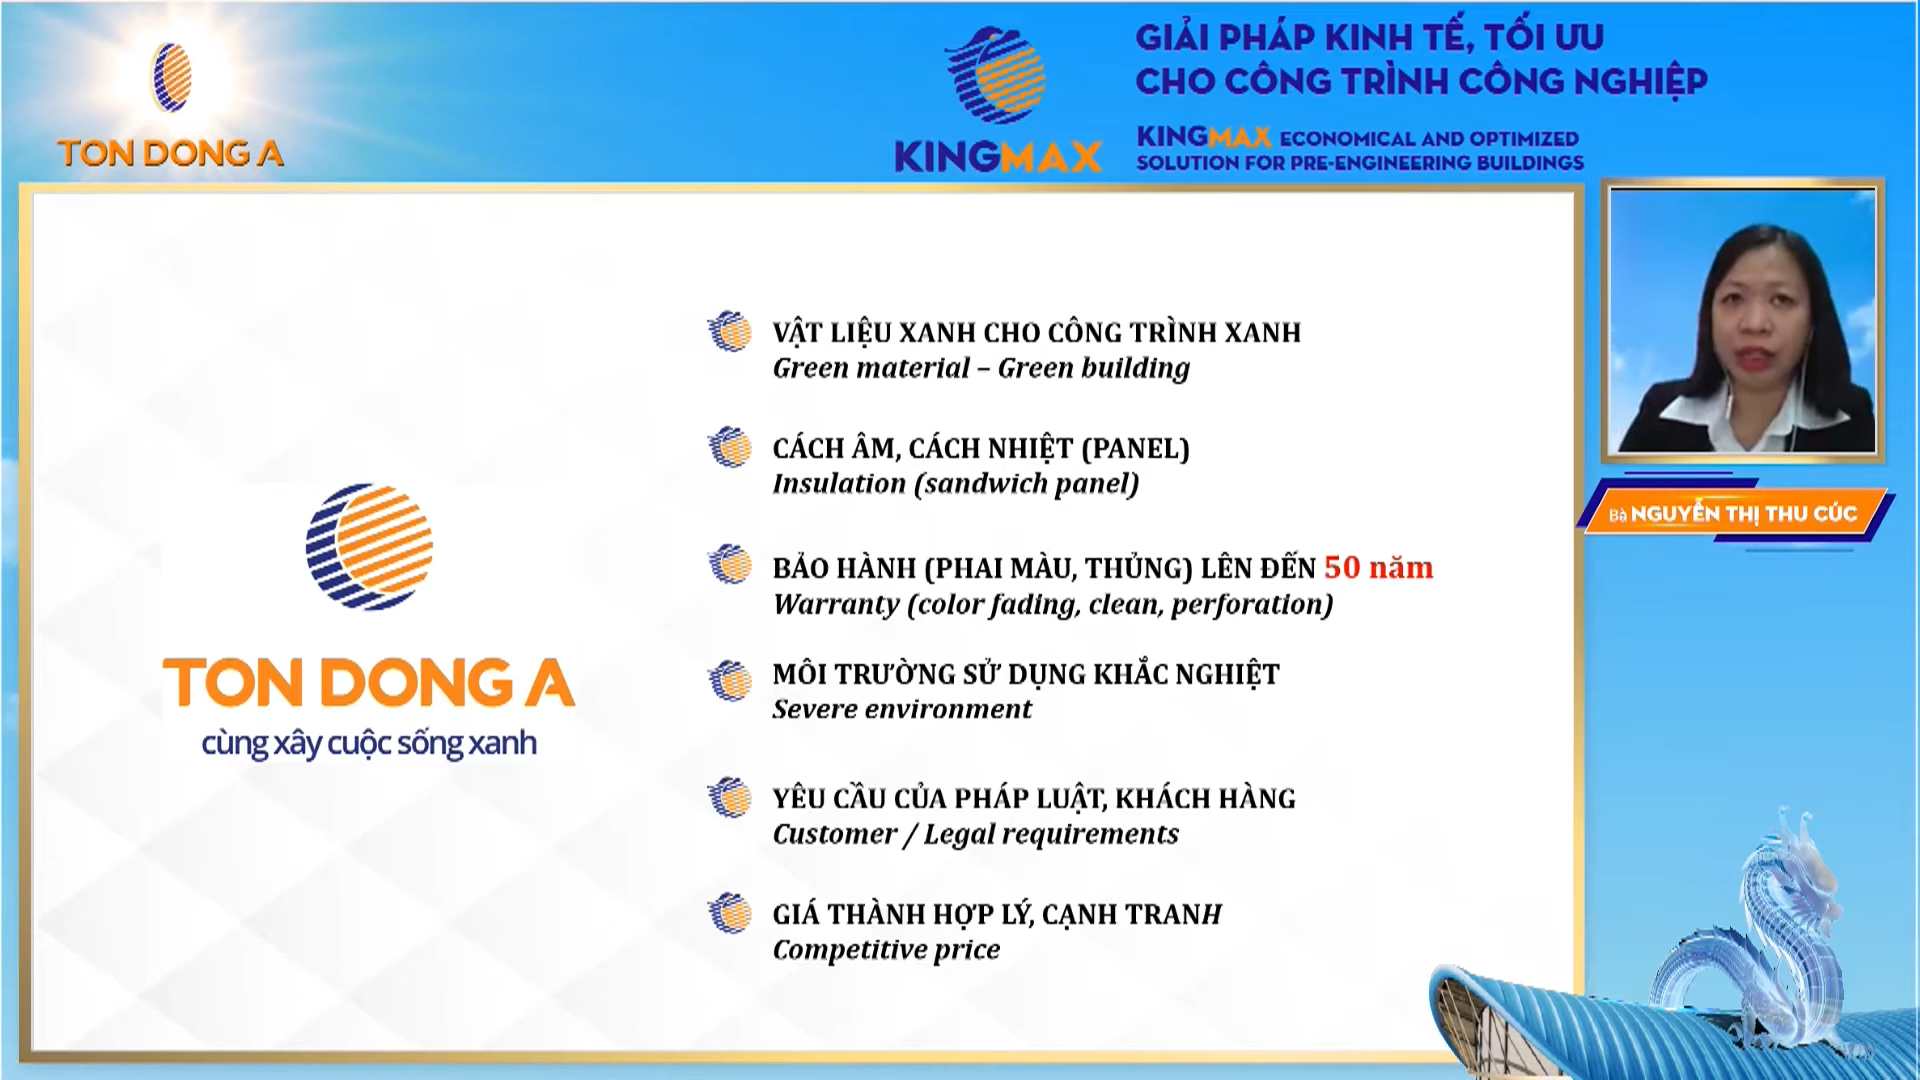 TON DONG A
KINGMAX
GIẢI PHÁP KINH TẾ, TỐI ƯU
CHO CÔNG TRÌNH CÔNG NGHIỆP
KINGMAX ECONOMICAL AND OPTIMIZED
SOLUTION FOR PRE-ENGINEERING BUILDINGS
TON DONG A
cùng xây cuộc sống xanh
VẬT LIỆU XANH CHO CÔNG TRÌNH XANH
Green material – Green building
CÁCH ÂM, CÁCH NHIỆT (PANEL)
Insulation (sandwich panel)
BẢO HÀNH (PHAI MÀU, THỦNG) LÊN ĐẾN 50 năm
Warranty (color fading, clean, perforation)
MÔI TRƯỜNG SỬ DỤNG KHẮC NGHIỆT
Severe environment
YÊU CẦU CỦA PHÁP LUẬT, KHÁCH HÀNG
Customer / Legal requirements
GIÁ THÀNH HỢP LÝ, CẠNH TRANH
Competitive price
Bà NGUYỄN THỊ THU CÚC